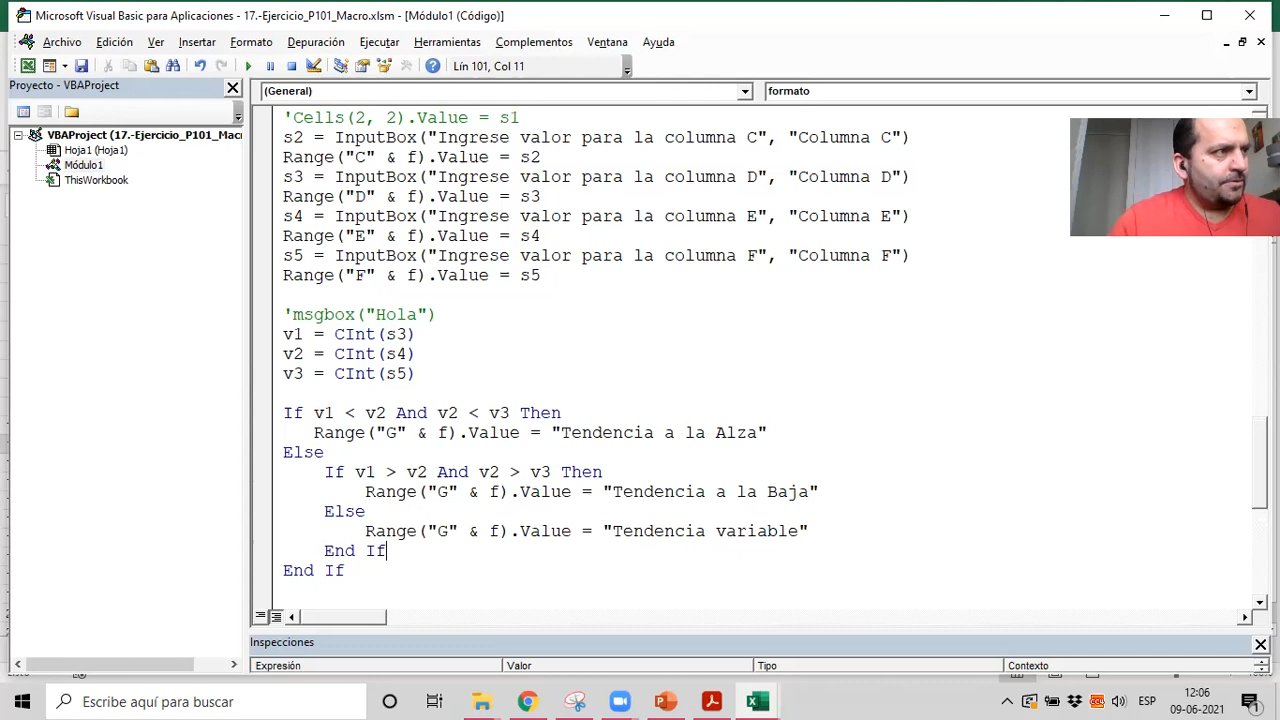 Microsoft Visual Basic para Aplicaciones - 17.-Ejercicio_P101_Macro.xlsm - [Módulo1 (Código)]
Archivo Edición Ver Insertar Formato Depuración Ejecutar Herramientas Complementos Ventana Ayuda
Lín 101, Col 11
Proyecto - VBAProject
(General) formato
VBAProject (17.-Ejercicio_P101_Macr
Hoja1 (Hoja1)
Módulo1
ThisWorkbook
'Cells(2, 2).Value = s1
s2 = InputBox("Ingrese valor para la columna C", "Columna C")
Range("C" & f).Value = s2
s3 = InputBox("Ingrese valor para la columna D", "Columna D")
Range("D" & f).Value = s3
s4 = InputBox("Ingrese valor para la columna E", "Columna E")
Range("E" & f).Value = s4
s5 = InputBox("Ingrese valor para la columna F", "Columna F")
Range("F" & f).Value = s5
'msgbox("Hola")
v1 = CInt(s3)
v2 = CInt(s4)
v3 = CInt(s5)
If v1 < v2 And v2 < v3 Then
Range("G" & f).Value = "Tendencia a la Alza"
Else
If v1 > v2 And v2 > v3 Then
Range("G" & f).Value = "Tendencia a la Baja"
Else
Range("G" & f).Value = "Tendencia variable"
End If
End If
Inspecciones
Expresión Valor Tipo Contexto
Escribe aquí para buscar
ESP
12:06
09-06-2021